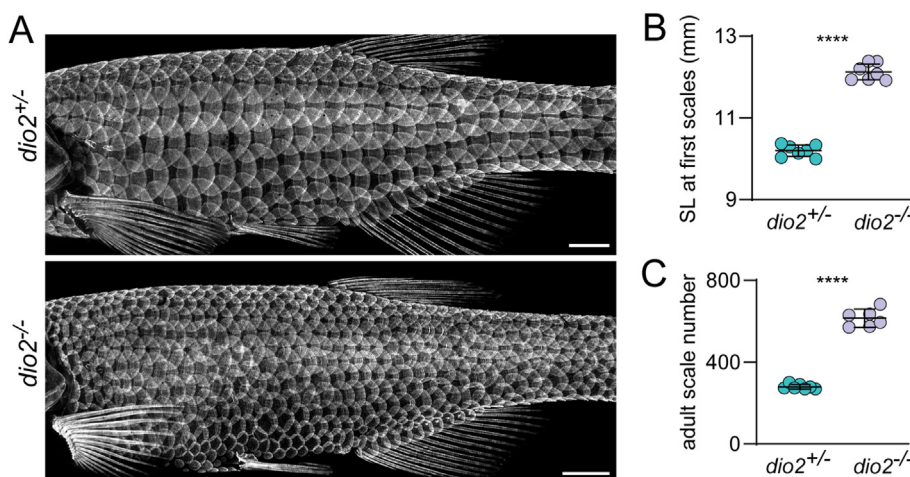 A
dio2+/-
dio2-/-
B
SL at first scales (mm)
13
11
9
****
dio2+/-
dio2-/-
C
adult scale number
800
400
0
****
dio2+/-
dio2-/-